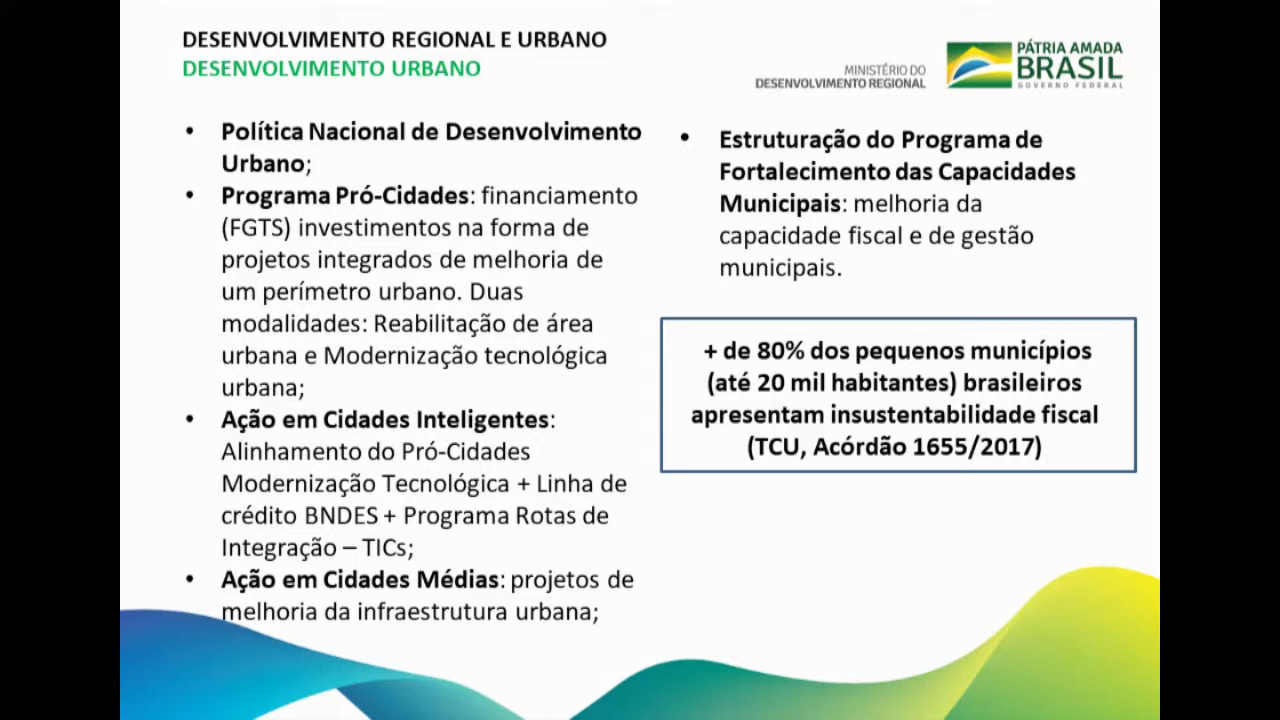 DESENVOLVIMENTO REGIONAL E URBANO
DESENVOLVIMENTO URBANO
MINISTÉRIO DO
DESENVOLVIMENTO REGIONAL
PÁTRIA AMADA
BRASIL
GOVERNO FEDERAL
• Política Nacional de Desenvolvimento
Urbano;
• Programa Pró-Cidades: financiamento
(FGTS) investimentos na forma de
projetos integrados de melhoria de
um perímetro urbano. Duas
modalidades: Reabilitação de área
urbana e Modernização tecnológica
urbana;
• Ação em Cidades Inteligentes:
Alinhamento do Pró-Cidades
Modernização Tecnológica + Linha de
crédito BNDES + Programa Rotas de
Integração – TICs;
• Ação em Cidades Médias: projetos de
melhoria da infraestrutura urbana;
• Estruturação do Programa de
Fortalecimento das Capacidades
Municipais: melhoria da
capacidade fiscal e de gestão
municipais.
+ de 80% dos pequenos municípios
(até 20 mil habitantes) brasileiros
apresentam insustentabilidade fiscal
(TCU, Acórdão 1655/2017)